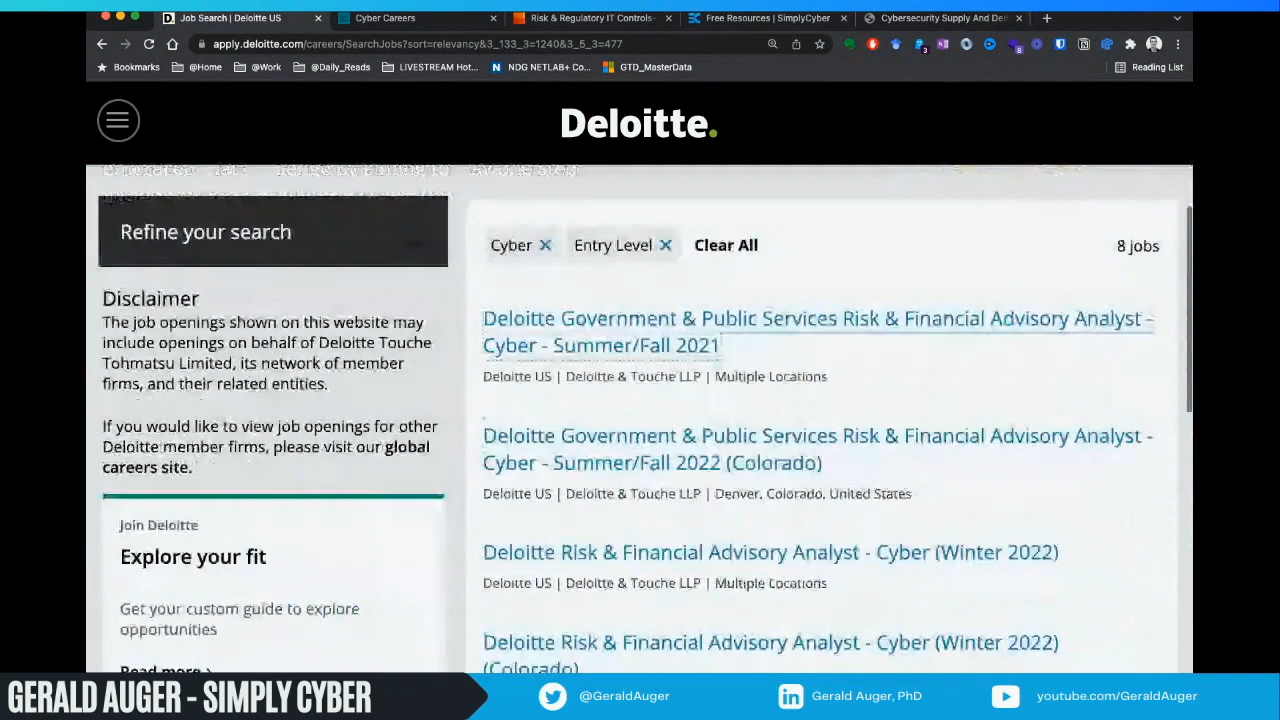 Job Search | Deloitte US
Cyber Careers
Risk & Regulatory IT Controls-
Free Resources | SimplyCyber
Cybersecurity Supply And Den
apply.deloitte.com/careers/SearchJobs?sort=relevancy&3_133_3=1240&3_5_3=477
Bookmarks @Home @Work @Daily_Reads LIVESTREAM Hot... NDG NETLAB+ Co... GTD_MasterData Reading List
Deloitte.
Refine your search
Disclaimer
The job openings shown on this website may
include openings on behalf of Deloitte Touche
Tohmatsu Limited, its network of member
firms, and their related entities.
If you would like to view job openings for other
Deloitte member firms, please visit our global
careers site.
Join Deloitte
Explore your fit
Get your custom guide to explore
opportunities
Read more >
Cyber × Entry Level × Clear All 8 jobs
Deloitte Government & Public Services Risk & Financial Advisory Analyst -
Cyber - Summer/Fall 2021
Deloitte US | Deloitte & Touche LLP | Multiple Locations
Deloitte Government & Public Services Risk & Financial Advisory Analyst -
Cyber - Summer/Fall 2022 (Colorado)
Deloitte US | Deloitte & Touche LLP | Denver, Colorado, United States
Deloitte Risk & Financial Advisory Analyst - Cyber (Winter 2022)
Deloitte US | Deloitte & Touche LLP | Multiple Locations
Deloitte Risk & Financial Advisory Analyst - Cyber (Winter 2022)
(Colorado)
GERALD AUGER - SIMPLY CYBER
@GeraldAuger
Gerald Auger, PhD
youtube.com/GeraldAuger